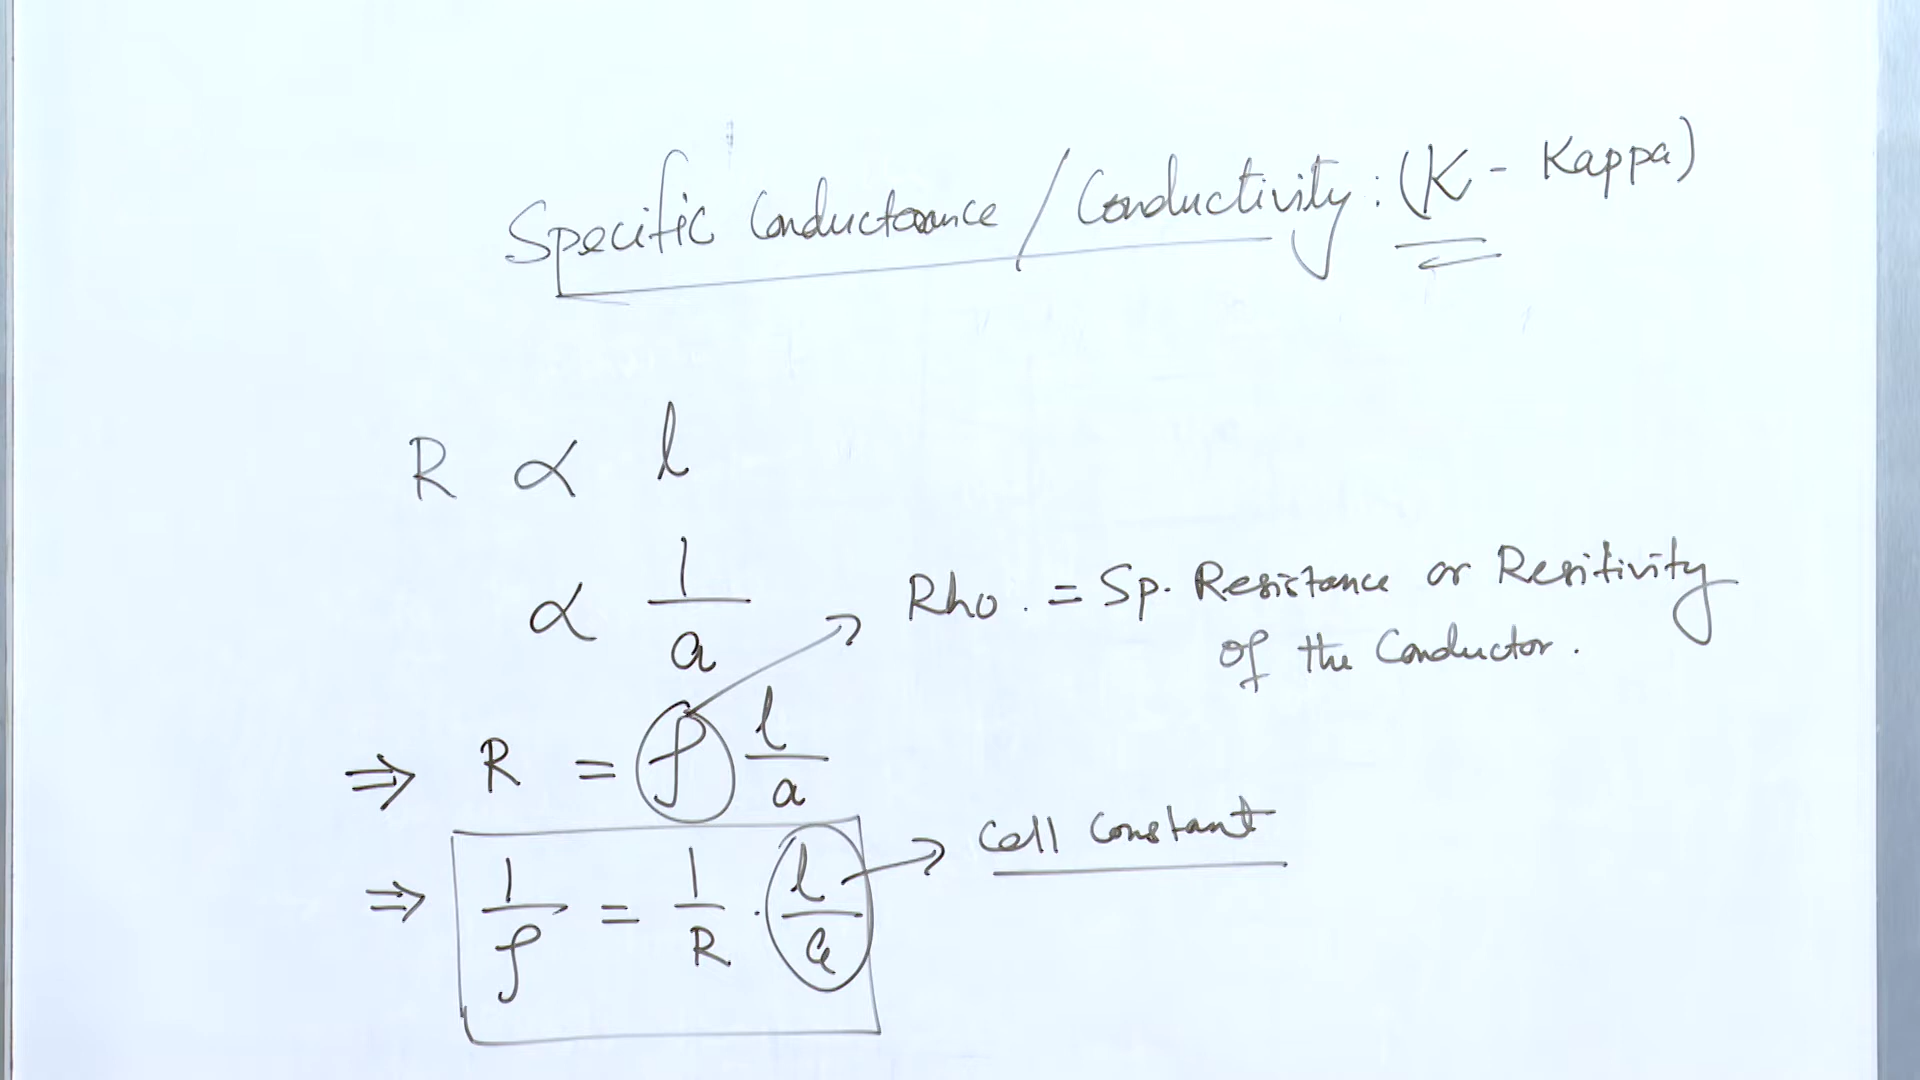 Specific Conductance / Conductivity: (K - Kappa)
R ∝ l
∝ 1/a
Rho. = Sp. Resistance or Resitivity
of the Conductor.
⇒ R = ρ l/a
⇒ 1/ρ = 1/R · l/a → Cell Constant